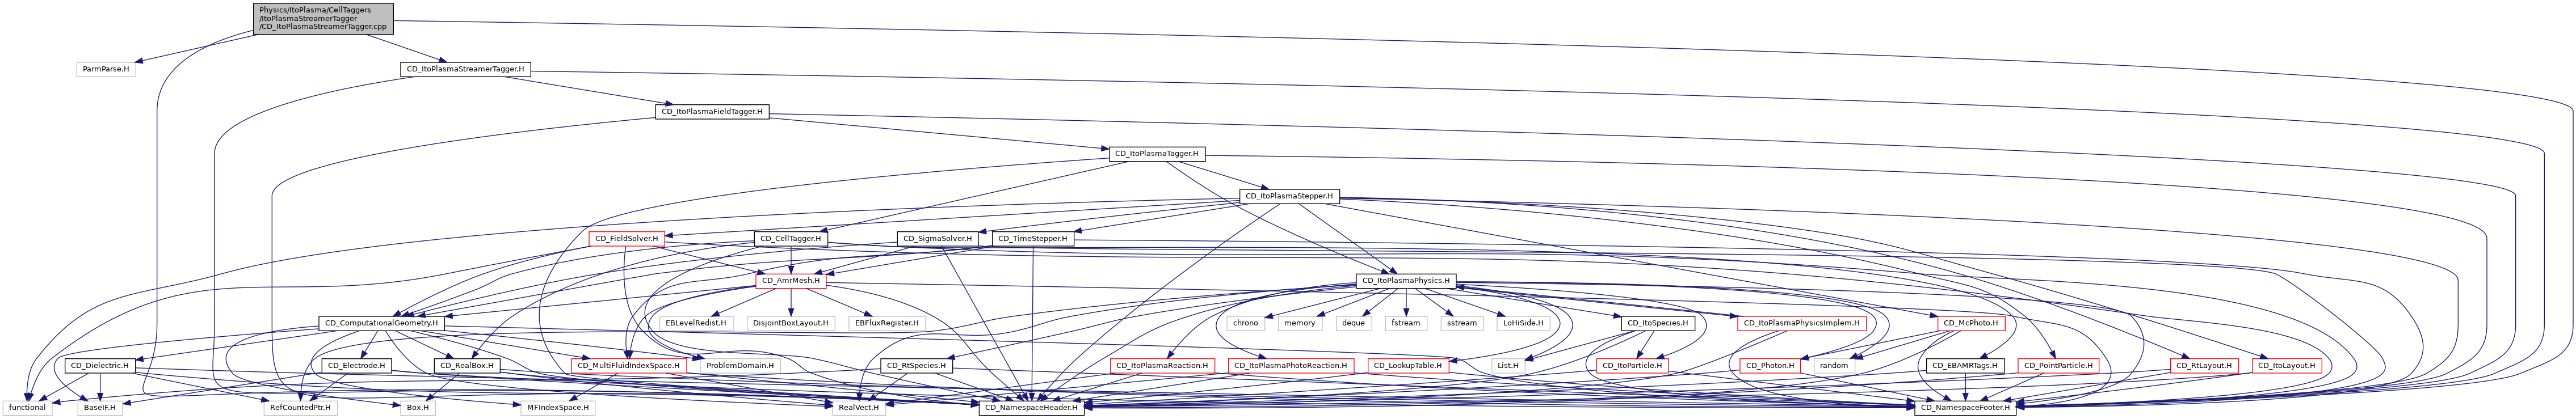 Physics/ItoPlasma/CellTaggers
/ItoPlasmaStreamerTagger
/CD_ItoPlasmaStreamerTagger.cpp
ParmParse.H
CD_ItoPlasmaStreamerTagger.H
CD_ItoPlasmaFieldTagger.H
CD_ItoPlasmaTagger.H
CD_ItoPlasmaStepper.H
CD_FieldSolver.H
CD_CellTagger.H
CD_SigmaSolver.H
CD_TimeStepper.H
CD_AmrMesh.H
CD_ItoPlasmaPhysics.H
CD_ComputationalGeometry.H
EBLevelRedist.H
DisjointBoxLayout.H
EBFluxRegister.H
chrono
memory
deque
fstream
sstream
LoHiSide.H
CD_ItoSpecies.H
CD_ItoPlasmaPhysicsImplem.H
CD_McPhoto.H
CD_Dielectric.H
CD_Electrode.H
CD_RealBox.H
CD_MultiFluidIndexSpace.H
ProblemDomain.H
CD_RtSpecies.H
CD_ItoPlasmaReaction.H
CD_ItoPlasmaPhotoReaction.H
CD_LookupTable.H
List.H
CD_ItoParticle.H
CD_Photon.H
random
CD_EBAMRTags.H
CD_PointParticle.H
CD_RtLayout.H
CD_ItoLayout.H
functional
BaseIF.H
RefCountedPtr.H
Box.H
MFIndexSpace.H
RealVect.H
CD_NamespaceHeader.H
CD_NamespaceFooter.H